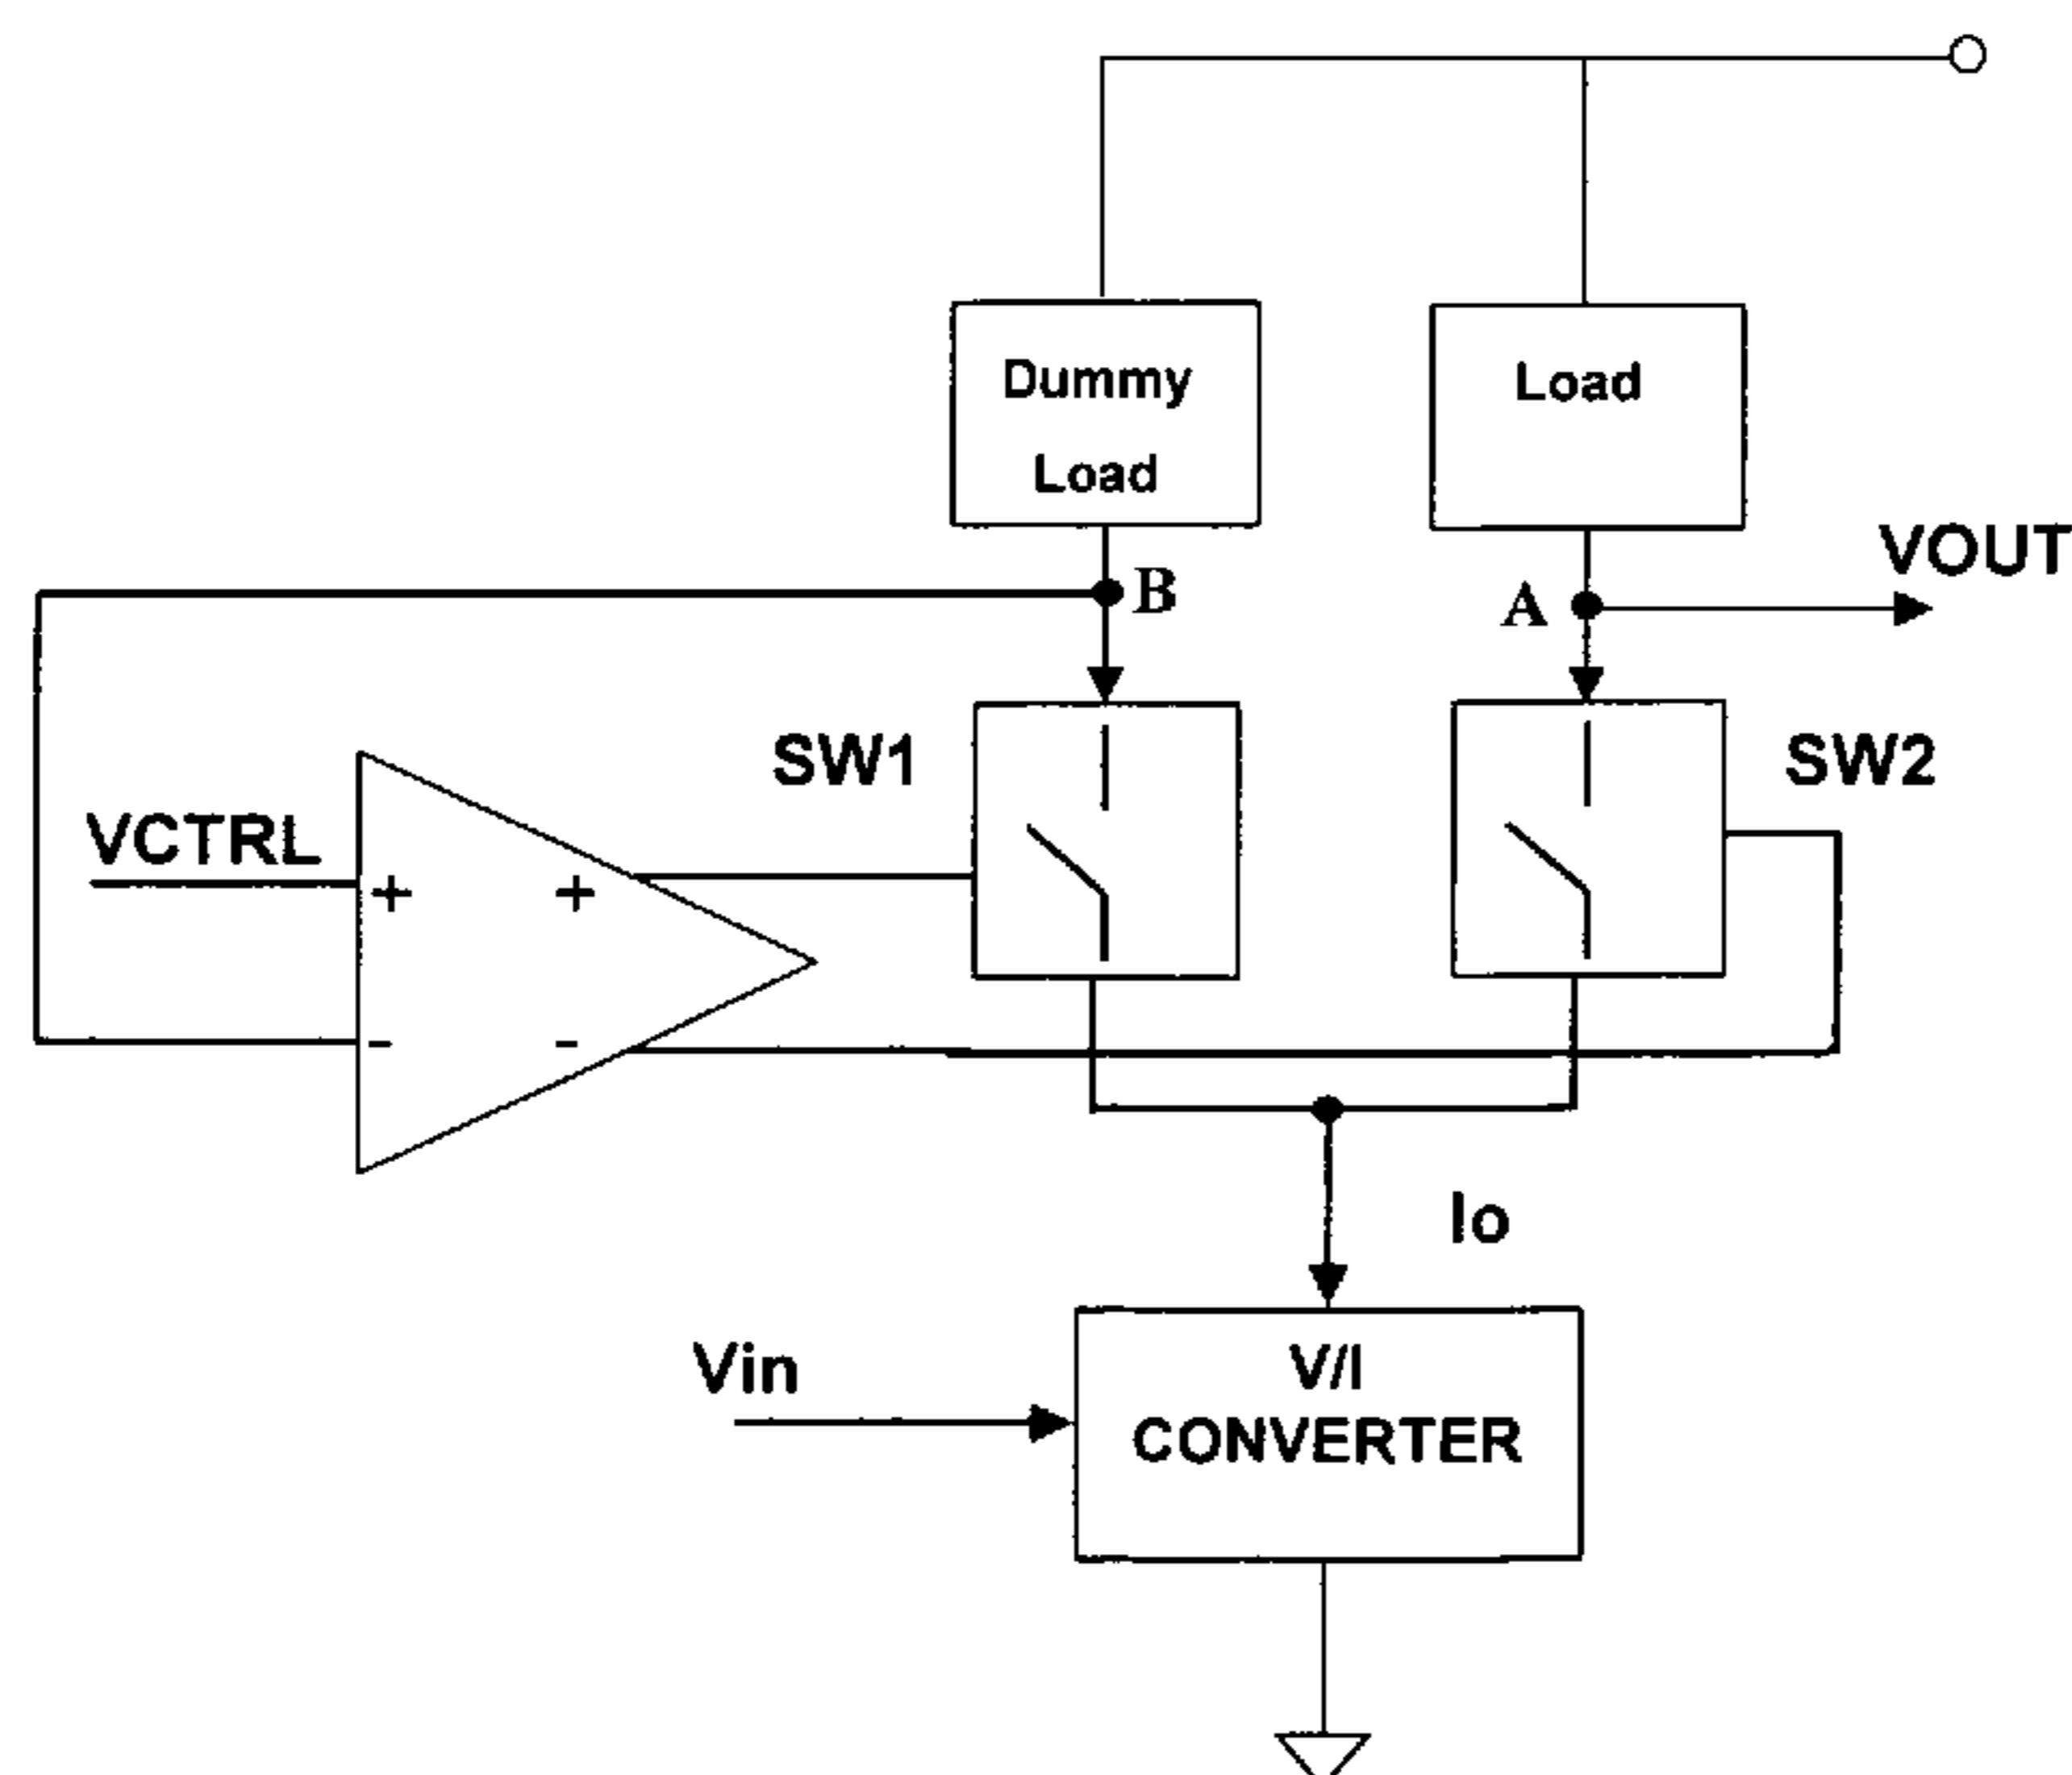 Dummy
Load
Load
VOUT
B
A
SW1
SW2
VCTRL
+ +
- -
Io
Vin
V/I
CONVERTER